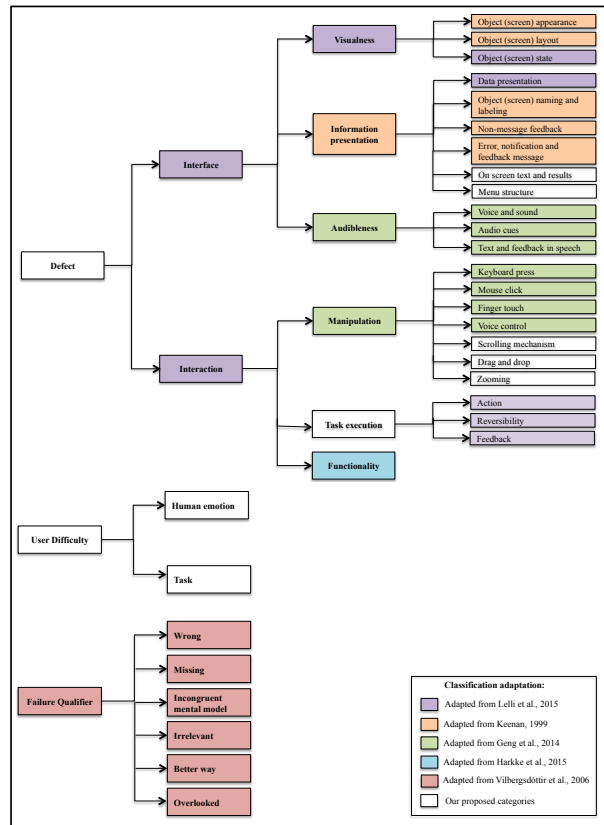 Object (screen) appearance
Visualness
Object (screen) layout
Object (screen) state
Data presentation
Object (screen) naming and
labeling
Information
presentation
Non-message feedback
Error, notification and
feedback message
Interface
On screen text and results
Menu structure
Voice and sound
Audibleness
Audio cues
Text and feedback in speech
Defect
Keyboard press
Mouse click
Manipulation
Finger touch
Voice control
Interaction
Scrolling mechanism
Drag and drop
Zooming
Action
Task execution
Reversibility
Feedback
Functionality
Human emotion
User Difficulty
Task
Wrong
Missing
Failure Qualifier
Incongruent
mental model
Irrelevant
Better way
Overlooked
Classification adaptation:
Adapted from Lelli et al., 2015
Adapted from Keenan, 1999
Adapted from Geng et al., 2014
Adapted from Harkke et al., 2015
Adapted from Vilbergsdóttir et al., 2006
Our proposed categories